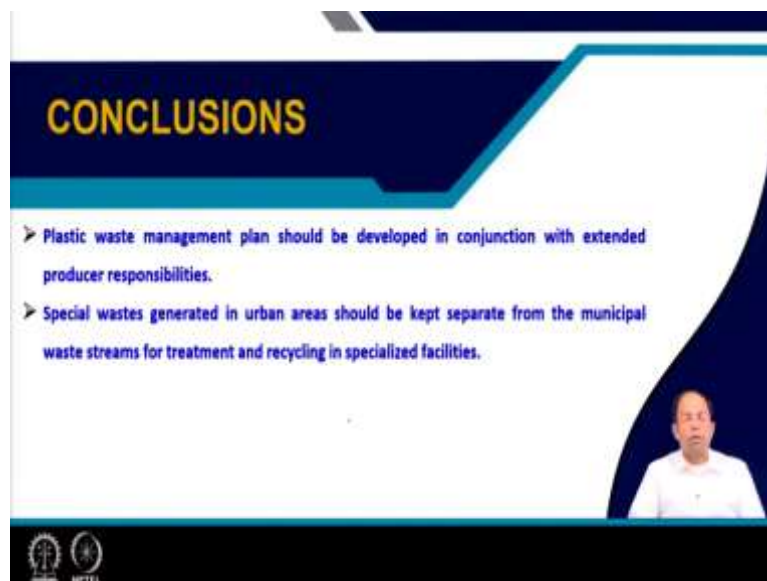 CONCLUSIONS
➢ Plastic waste management plan should be developed in conjunction with extended
producer responsibilities.
➢ Special wastes generated in urban areas should be kept separate from the municipal
waste streams for treatment and recycling in specialized facilities.
NPTEL